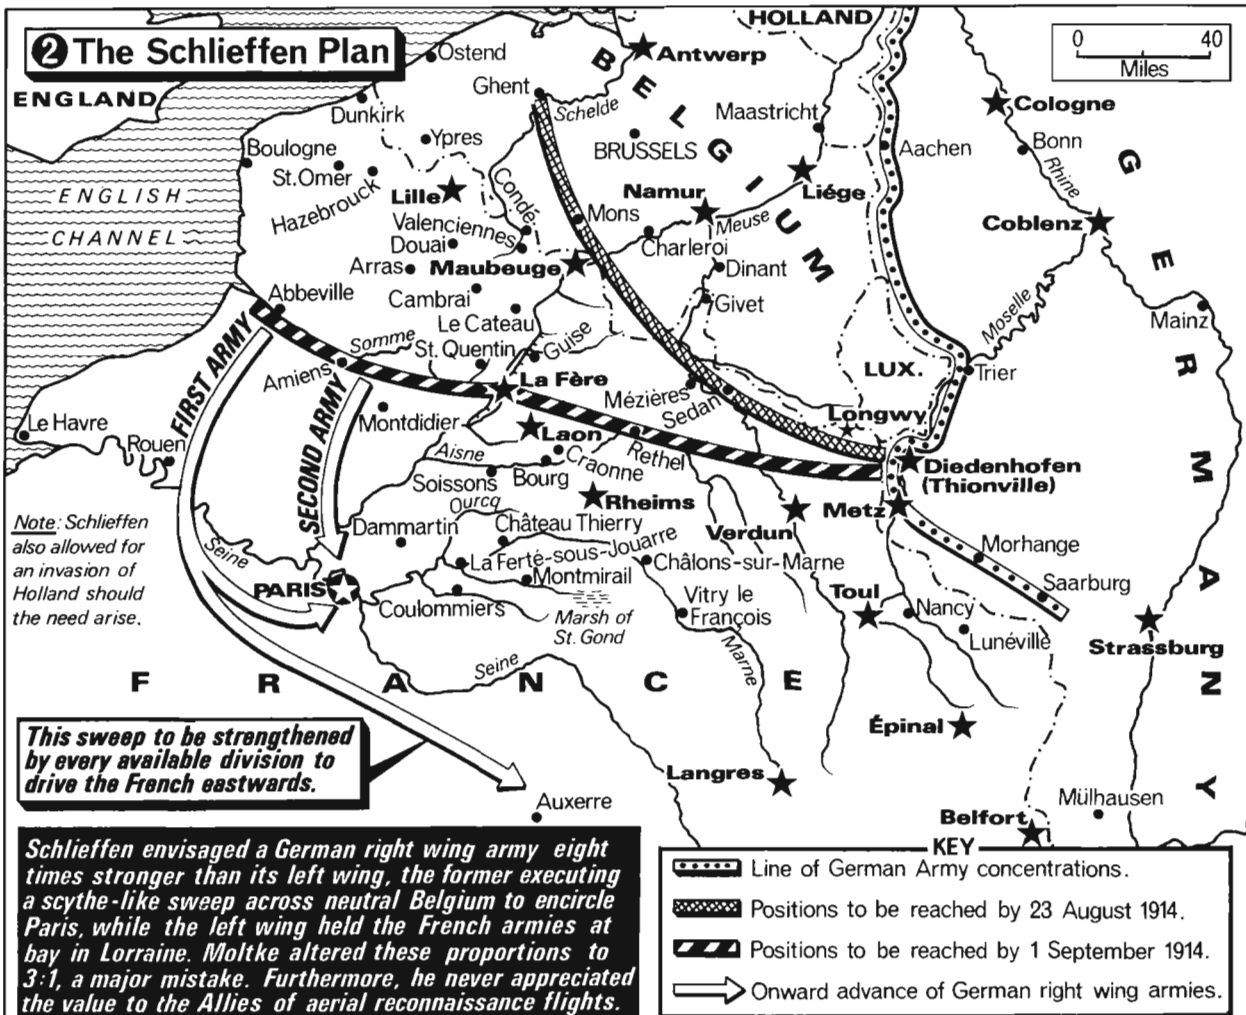 2 The Schlieffen Plan
HOLLAND
0 40
Miles
ENGLAND
Ostend
Antwerp
BELGIUM
Ghent
Schelde
Dunkirk
Maastricht
Cologne
Ypres
BRUSSELS
Aachen
Bonn
Rhine
GERMANY
Boulogne
St.Omer
Hazebrouck
Lille
Condé
Namur
Liége
ENGLISH
CHANNEL
Valenciennes
Mons
Meuse
Coblenz
Douai
Charleroi
Arras
Maubeuge
Dinant
Cambrai
Givet
Abbeville
Le Cateau
Moselle
Mainz
Somme
St. Quentin
Guise
FIRST ARMY
Amiens
La Fère
LUX.
Trier
SECOND ARMY
Mézières
Sedan
Longwy
Le Havre
Montdidier
Rouen
Laon
Aisne
Craonne
Rethel
Diedenhofen
(Thionville)
Soissons
Bourg
Rheims
Ourcq
Metz
Note: Schlieffen
also allowed for
an invasion of
Holland should
the need arise.
Dammartin
Château Thierry
Verdun
Seine
La Ferté-sous-Jouarre
Châlons-sur-Marne
Morhange
PARIS
Montmirail
Saarburg
Coulommiers
Vitry le
François
Toul
Nancy
Marsh of
St. Gond
Lunéville
Strassburg
Seine
Marne
FRANCE
Épinal
This sweep to be strengthened
by every available division to
drive the French eastwards.
Langres
Auxerre
Mülhausen
Belfort
Schlieffen envisaged a German right wing army eight
times stronger than its left wing, the former executing
a scythe-like sweep across neutral Belgium to encircle
Paris, while the left wing held the French armies at
bay in Lorraine. Moltke altered these proportions to
3:1, a major mistake. Furthermore, he never appreciated
the value to the Allies of aerial reconnaissance flights.
KEY
Line of German Army concentrations.
Positions to be reached by 23 August 1914.
Positions to be reached by 1 September 1914.
Onward advance of German right wing armies.